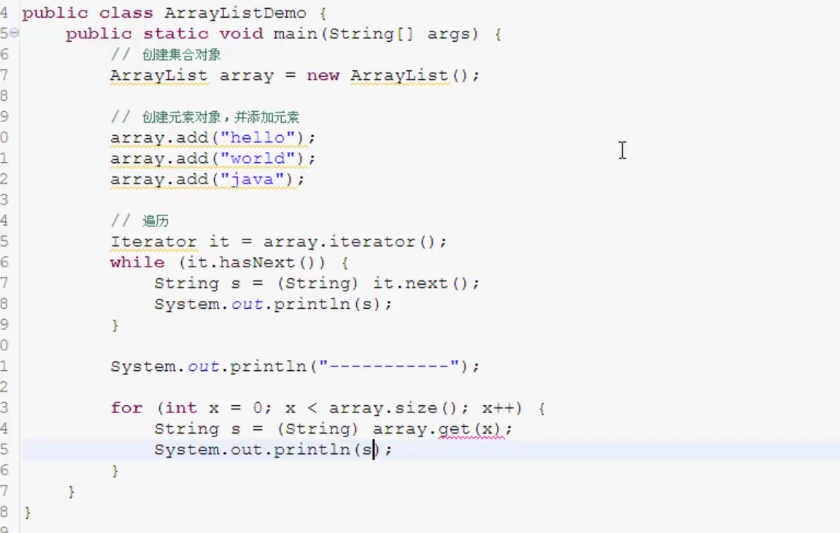 4 public class ArrayListDemo {
5     public static void main(String[] args) {
6         // 创建集合对象
7         ArrayList array = new ArrayList();
8
9         // 创建元素对象，并添加元素
0         array.add("hello");
1         array.add("world");
2         array.add("java");
3
4         // 遍历
5         Iterator it = array.iterator();
6         while (it.hasNext()) {
7             String s = (String) it.next();
8             System.out.println(s);
9         }
0
1         System.out.println("-----------");
2
3         for (int x = 0; x < array.size(); x++) {
4             String s = (String) array.get(x);
5             System.out.println(s);
6         }
7     }
8 }
9